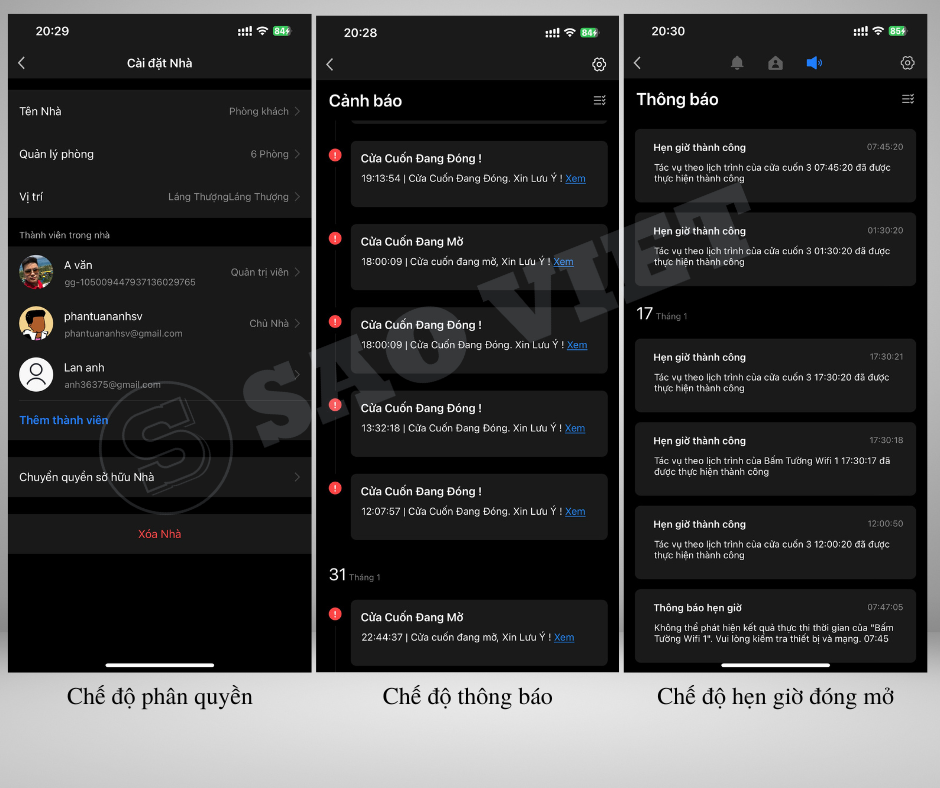 20:29
84
Cài đặt Nhà
Tên Nhà
Phòng khách
Quản lý phòng
6 Phòng
Vị trí
Láng ThượngLáng Thượng
Thành viên trong nhà
A văn
gg-105009447937136029765
Quản trị viên
phantuananhsv
phantuananhsv@gmail.com
Chủ Nhà
Lan anh
anh36375@gmail.com
Thêm thành viên
Chuyển quyền sở hữu Nhà
Xóa Nhà
Chế độ phân quyền
20:28
84
Cảnh báo
Cửa Cuốn Đang Đóng !
19:13:54 | Cửa Cuốn Đang Đóng. Xin Lưu Ý ! Xem
Cửa Cuốn Đang Mở
18:00:09 | Cửa cuốn đang mở, Xin Lưu Ý ! Xem
Cửa Cuốn Đang Đóng !
18:00:09 | Cửa Cuốn Đang Đóng. Xin Lưu Ý ! Xem
Cửa Cuốn Đang Đóng !
13:32:18 | Cửa Cuốn Đang Đóng. Xin Lưu Ý ! Xem
Cửa Cuốn Đang Đóng !
12:07:57 | Cửa Cuốn Đang Đóng. Xin Lưu Ý ! Xem
31 Tháng 1
Cửa Cuốn Đang Mở
22:44:37 | Cửa cuốn đang mở, Xin Lưu Ý ! Xem
Chế độ thông báo
20:30
85
Thông báo
Hẹn giờ thành công
07:45:20
Tác vụ theo lịch trình của cửa cuốn 3 07:45:20 đã được
thực hiện thành công
Hẹn giờ thành công
01:30:20
Tác vụ theo lịch trình của cửa cuốn 3 01:30:20 đã được
thực hiện thành công
17 Tháng 1
Hẹn giờ thành công
17:30:21
Tác vụ theo lịch trình của cửa cuốn 3 17:30:20 đã được
thực hiện thành công
Hẹn giờ thành công
17:30:18
Tác vụ theo lịch trình của Bấm Tường Wifi 1 17:30:17 đã
được thực hiện thành công
Hẹn giờ thành công
12:00:50
Tác vụ theo lịch trình của cửa cuốn 3 12:00:20 đã được
thực hiện thành công
Thông báo hẹn giờ
07:47:05
Không thể phát hiện kết quả thực thi thời gian của "Bấm
Tường Wifi 1". Vui lòng kiểm tra thiết bị và mạng. 07:45
Chế độ hẹn giờ đóng mở
S SAO VIET